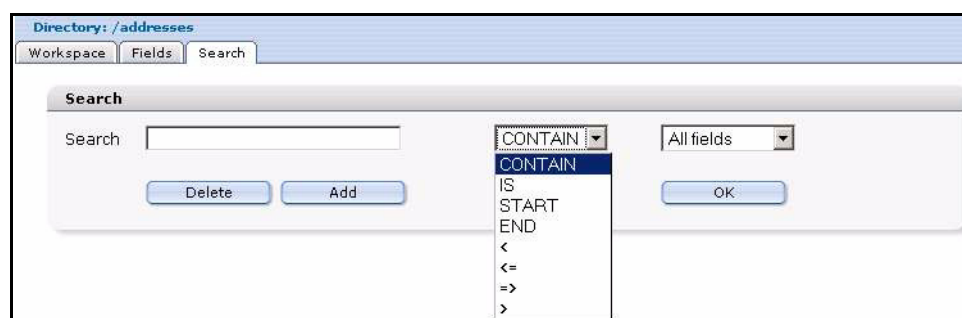 Directory: /addresses
Workspace Fields Search
Search
Search CONTAIN All fields
CONTAIN
Delete Add IS OK
START
END
<
<=
=>
>